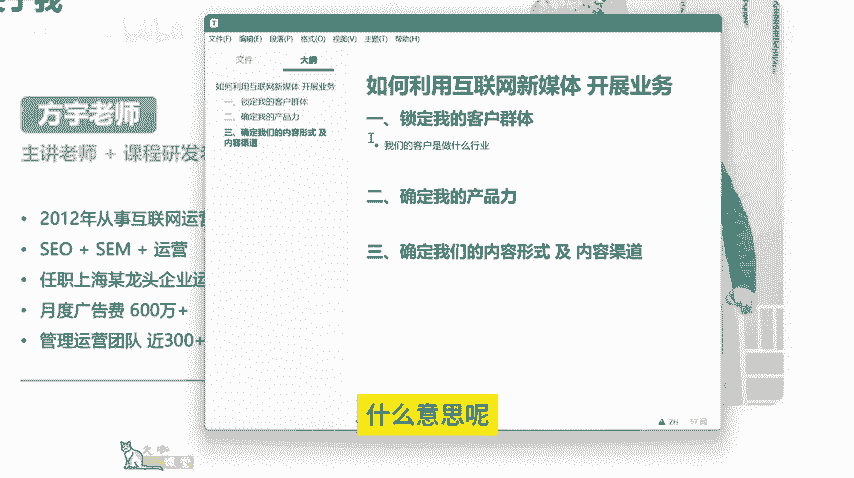 于我
方宇老师
主讲老师 + 课程研发
• 2012年从事互联网运营
• SEO + SEM + 运营
• 任职上海某龙头企业运
• 月度广告费 600万+
• 管理运营团队 近300+
T
文件(F) 编辑(E) 段落(P) 格式(O) 视图(V) 主题(T) 帮助(H)
文件 大纲
如何利用互联网新媒体 开展业务
一、锁定我的客户群体
二、确定我的产品力
三、确定我们的内容形式 及
内容渠道
如何利用互联网新媒体 开展业务
一、锁定我的客户群体
• 我们的客户是做什么行业
二、确定我的产品力
三、确定我们的内容形式 及 内容渠道
什么意思呢